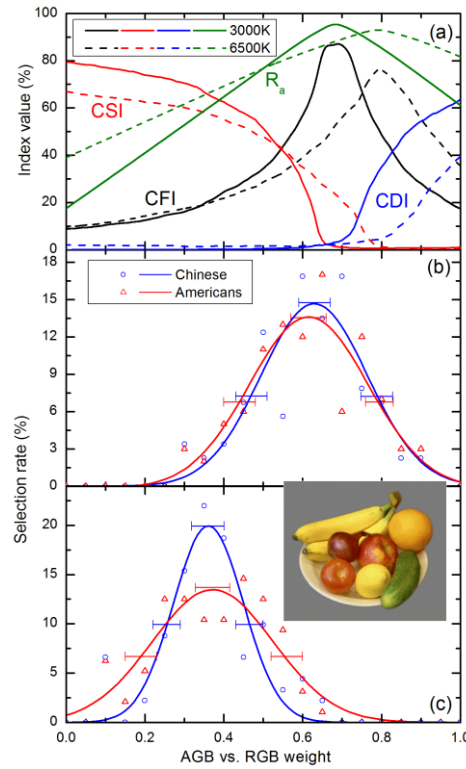 3000K
6500K
(a)
100
80
60
40
20
0
Index value (%)
CSI
Ra
CFI
CDI
(b)
Chinese
Americans
18
15
12
9
6
3
0
Selection rate (%)
20
15
10
5
0
(c)
0.0 0.2 0.4 0.6 0.8 1.0
AGB vs. RGB weight